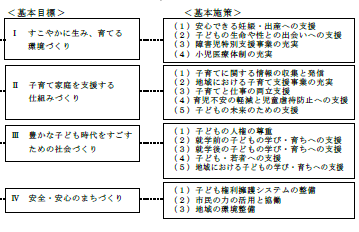 ＜基本目標＞
＜基本施策＞
Ⅰ　すこやかに生み、育てる
環境づくり
（１）安心できる妊娠・出産への支援
（２）子どもの生命や性との出会いへの支援
（３）障害児特別支援事業の充実
（４）小児医療体制の充実
Ⅱ　子育て家庭を支援する
仕組みづくり
（１）子育てに関する情報の収集と発信
（２）地域における子育て支援事業の充実
（３）子育てと仕事の両立支援
（４）育児不安の軽減と児童虐待防止への支援
（５）子どもの未来のための支援
Ⅲ　豊かな子ども時代をすごす
ための社会づくり
（１）子どもの人権の尊重
（２）就学前の子どもの学び・育ちへの支援
（３）就学後の子どもの学び・育ちへの支援
（４）子ども・若者への支援
（５）地域における子どもの学び・育ちへの支援
Ⅳ　安全・安心のまちづくり
（１）子ども権利擁護システムの整備
（２）市民の力の活用と協働
（３）地域の環境整備